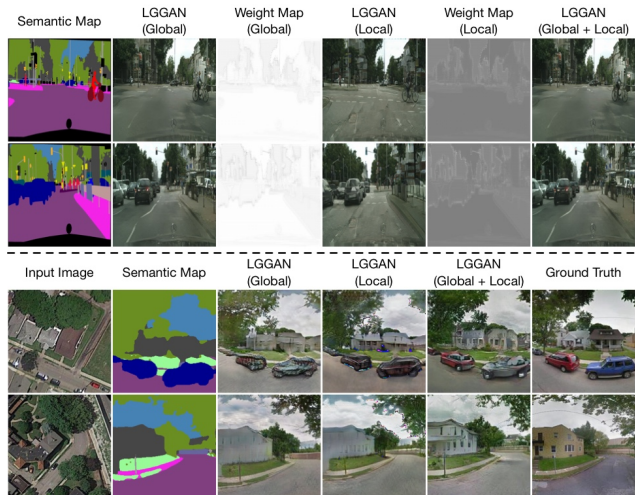 Semantic Map
LGGAN
(Global)
Weight Map
(Global)
LGGAN
(Local)
Weight Map
(Local)
LGGAN
(Global + Local)
Input Image
Semantic Map
LGGAN
(Global)
LGGAN
(Local)
LGGAN
(Global + Local)
Ground Truth